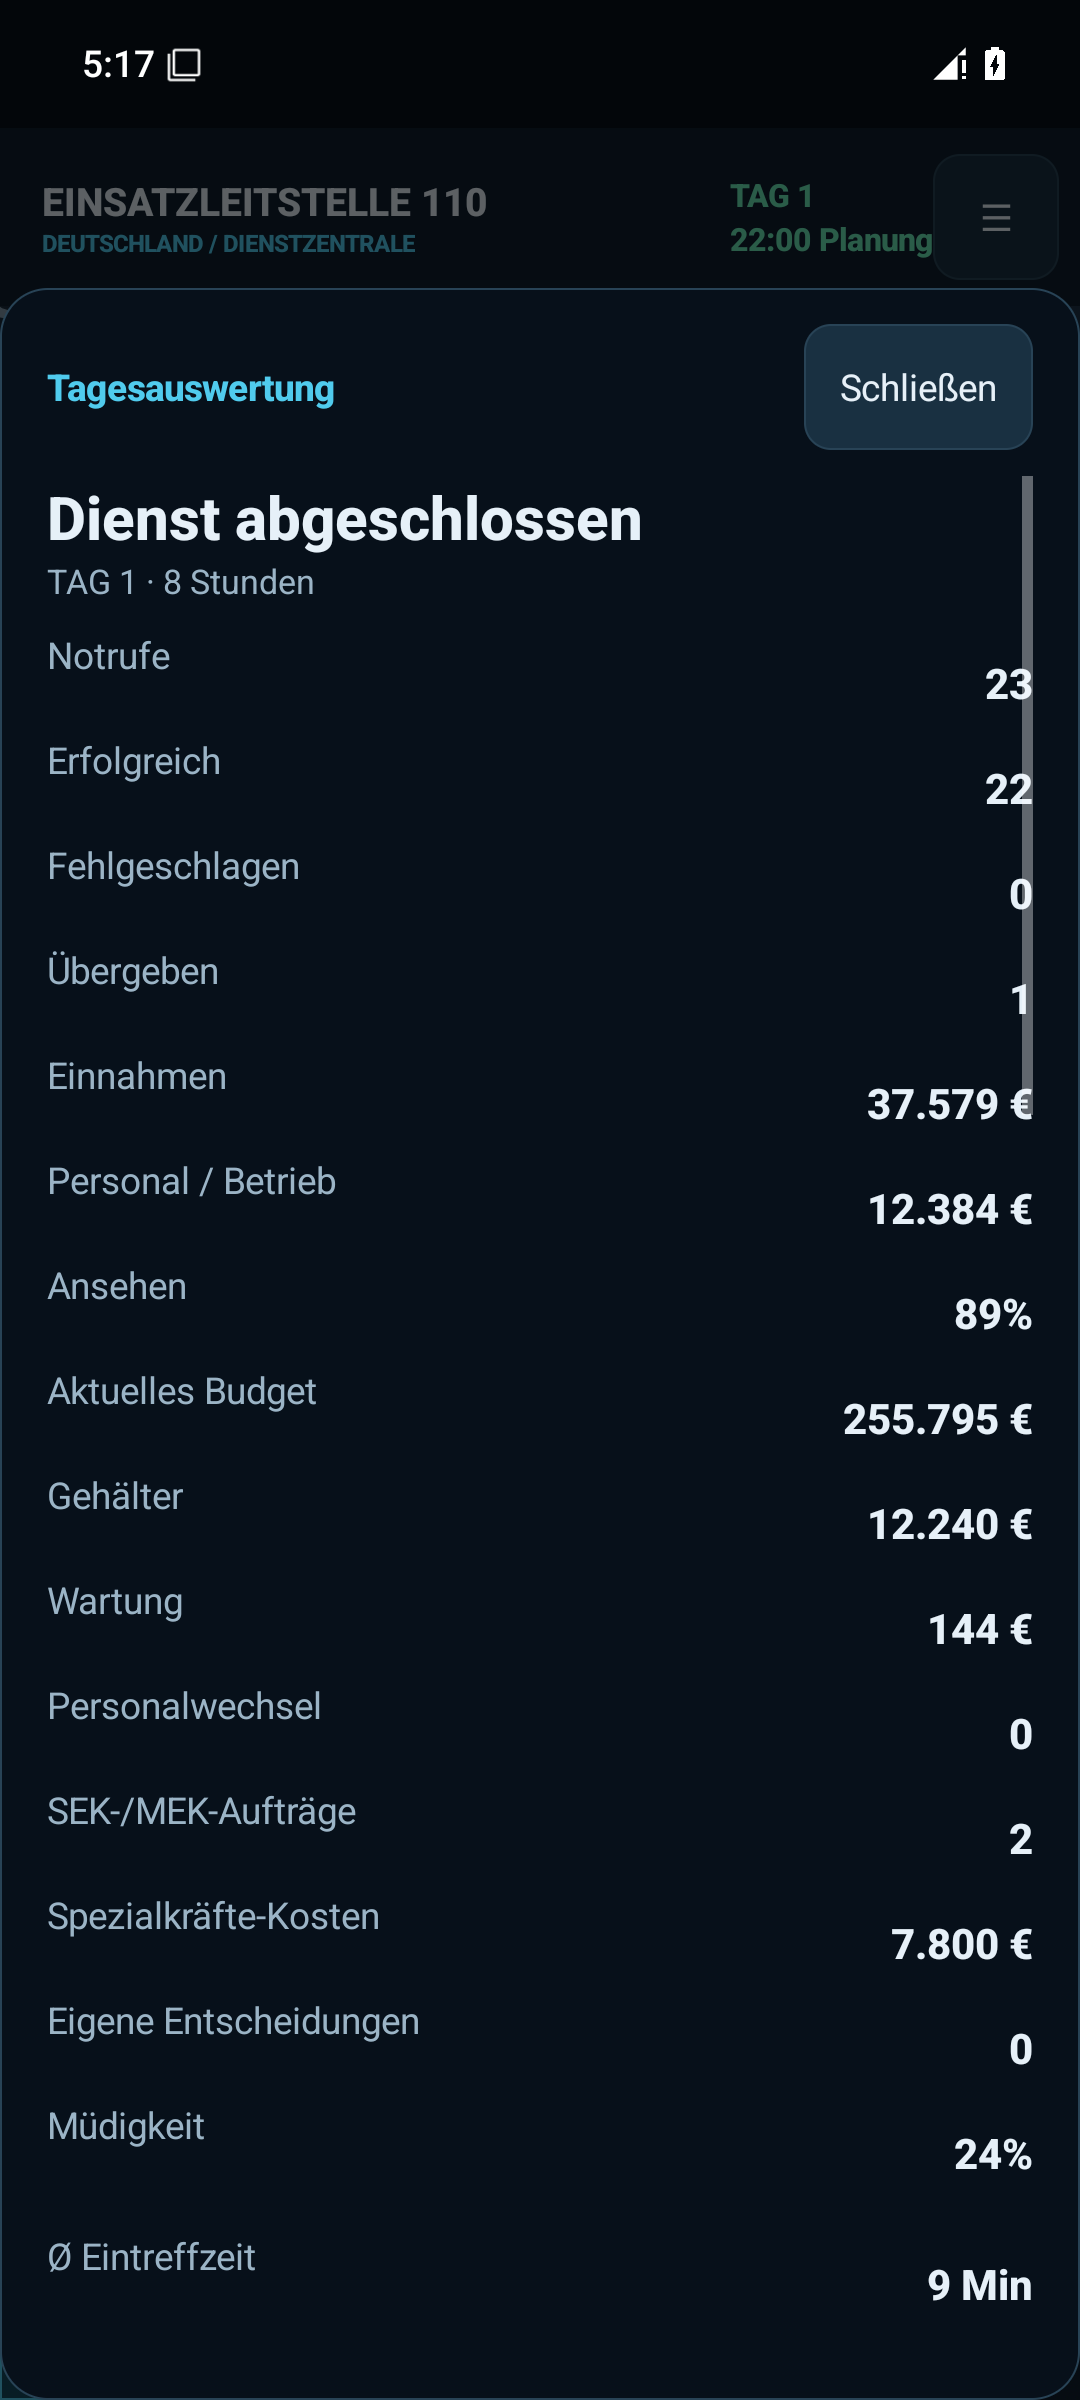 5:17
EINSATZLEITSTELLE 110
DEUTSCHLAND / DIENSTZENTRALE
TAG 1
22:00 Planung
Tagesauswertung
Schließen
Dienst abgeschlossen
TAG 1 · 8 Stunden
Notrufe
23
Erfolgreich
22
Fehlgeschlagen
0
Übergeben
1
Einnahmen
37.579 €
Personal / Betrieb
12.384 €
Ansehen
89%
Aktuelles Budget
255.795 €
Gehälter
12.240 €
Wartung
144 €
Personalwechsel
0
SEK-/MEK-Aufträge
2
Spezialkräfte-Kosten
7.800 €
Eigene Entscheidungen
0
Müdigkeit
24%
Ø Eintreffzeit
9 Min